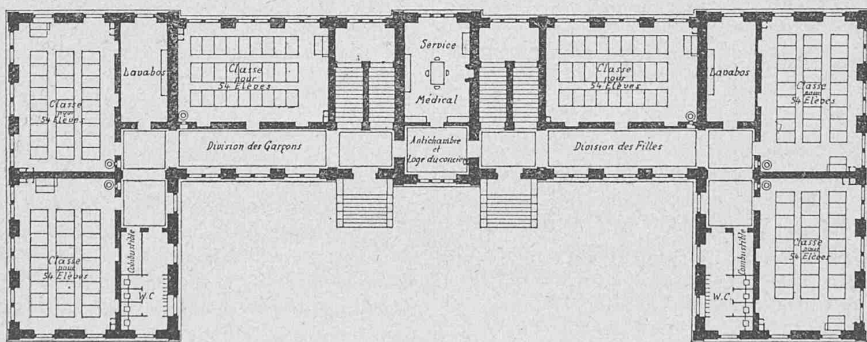 Classe
pour
54 Elèves
Lavabos
Classe
pour
54 Elèves
Service
Médical
Classe
pour
54 Elèves
Lavabos
Classe
pour
54 Elèves
Division des Garçons
Antichambre
et
Loge du concierge
Division des Filles
Classe
pour
54 Elèves
Combustible
W.C
Combustible
W.C.
Classe
pour
54 Elèves